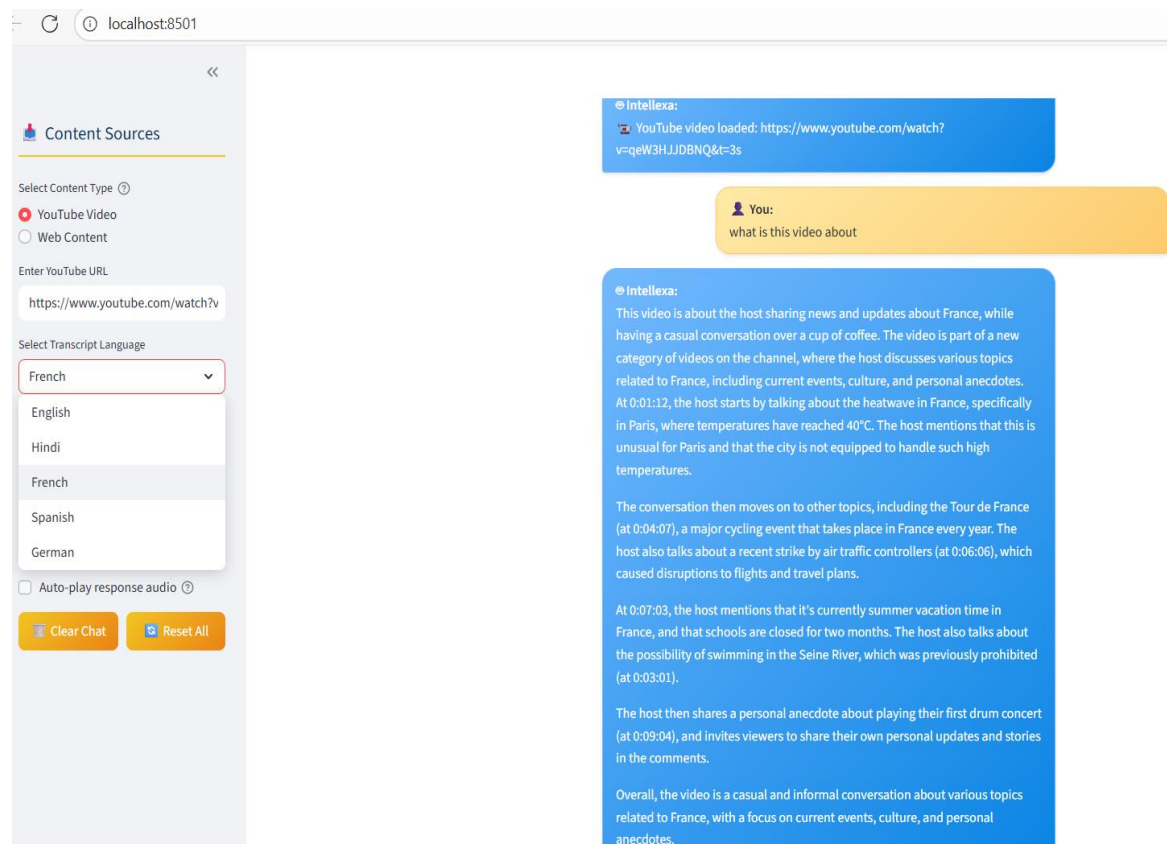 localhost:8501
Content Sources
Select Content Type
YouTube Video
Web Content
Enter YouTube URL
https://www.youtube.com/watch?v
Select Transcript Language
French
English
Hindi
French
Spanish
German
Auto-play response audio
Clear Chat
Reset All
Intellexa:
YouTube video loaded: https://www.youtube.com/watch?
v=qeW3HJJDBNQ&t=3s
You:
what is this video about
Intellexa:
This video is about the host sharing news and updates about France, while
having a casual conversation over a cup of coffee. The video is part of a new
category of videos on the channel, where the host discusses various topics
related to France, including current events, culture, and personal anecdotes.
At 0:01:12, the host starts by talking about the heatwave in France, specifically
in Paris, where temperatures have reached 40°C. The host mentions that this is
unusual for Paris and that the city is not equipped to handle such high
temperatures.
The conversation then moves on to other topics, including the Tour de France
(at 0:04:07), a major cycling event that takes place in France every year. The
host also talks about a recent strike by air traffic controllers (at 0:06:06), which
caused disruptions to flights and travel plans.
At 0:07:03, the host mentions that it's currently summer vacation time in
France, and that schools are closed for two months. The host also talks about
the possibility of swimming in the Seine River, which was previously prohibited
(at 0:03:01).
The host then shares a personal anecdote about playing their first drum concert
(at 0:09:04), and invites viewers to share their own personal updates and stories
in the comments.
Overall, the video is a casual and informal conversation about various topics
related to France, with a focus on current events, culture, and personal
anecdotes.